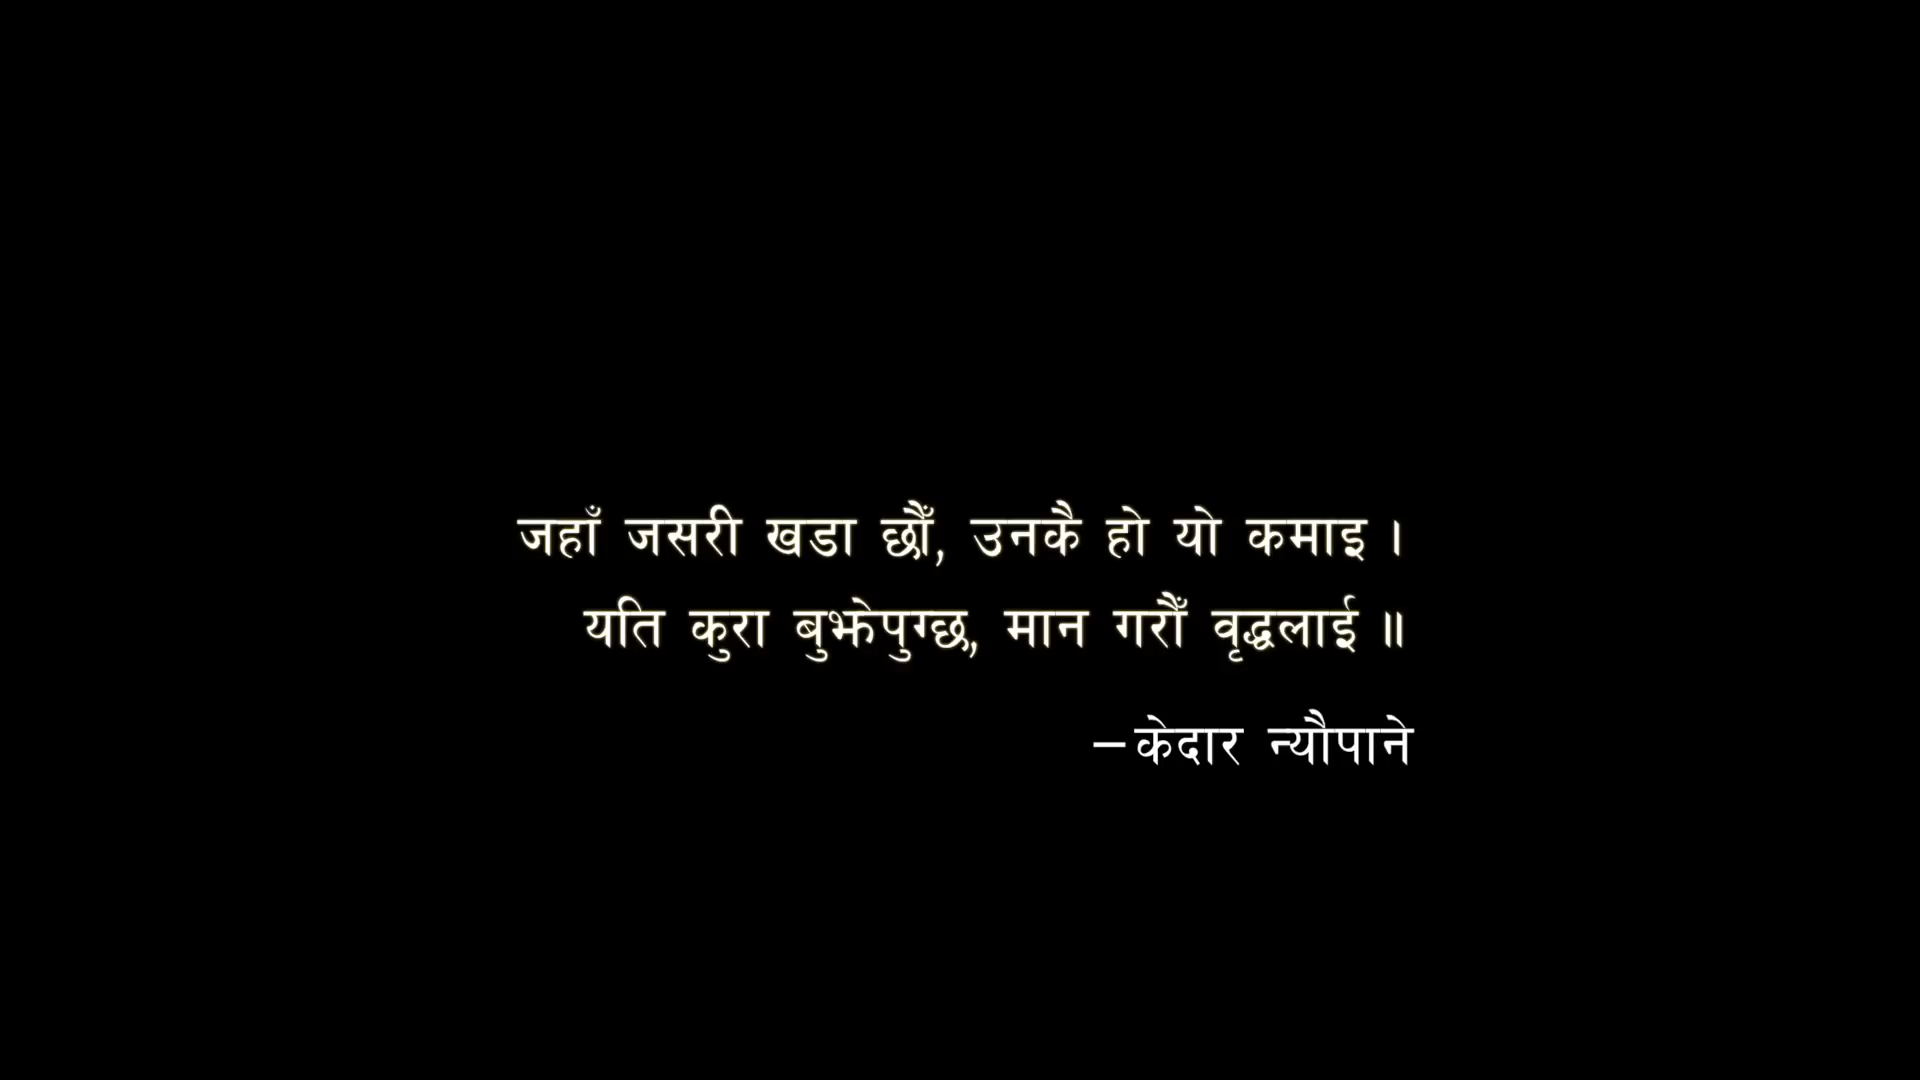 जहाँ जसरी खडा छौँ, उनकै हो यो कमाइ ।
यति कुरा बुझेपुग्छ, मान गरौँ वृद्धलाई ॥
–केदार न्यौपाने